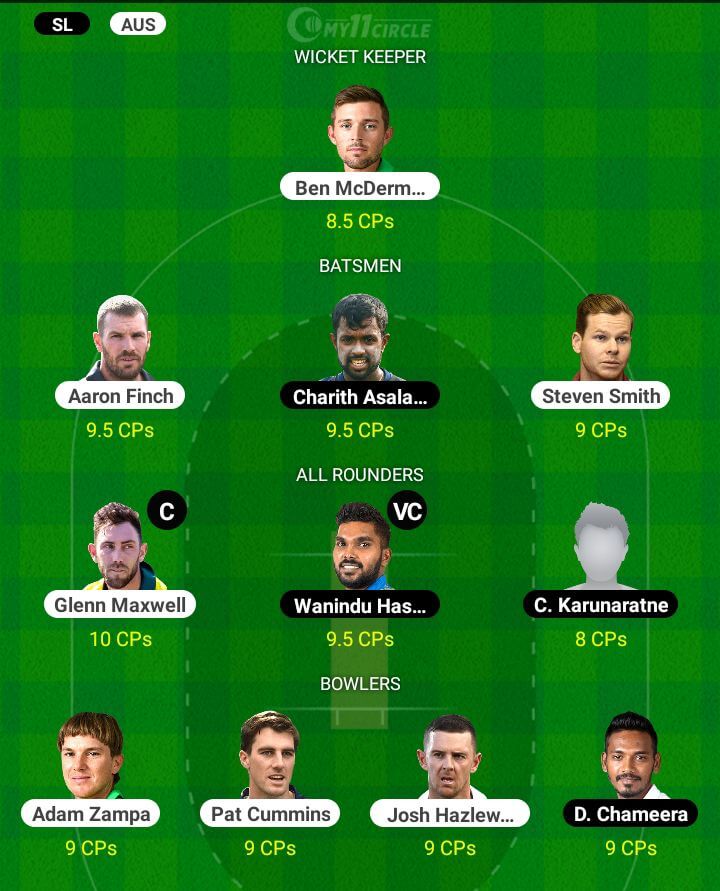 SL AUS
MY11CIRCLE
WICKET KEEPER
Ben McDerm...
8.5 CPs
BATSMEN
Aaron Finch Charith Asala... Steven Smith
9.5 CPs 9.5 CPs 9 CPs
ALL ROUNDERS
C VC
Glenn Maxwell Wanindu Has... C. Karunaratne
10 CPs 9.5 CPs 8 CPs
BOWLERS
Adam Zampa Pat Cummins Josh Hazlew... D. Chameera
9 CPs 9 CPs 9 CPs 9 CPs